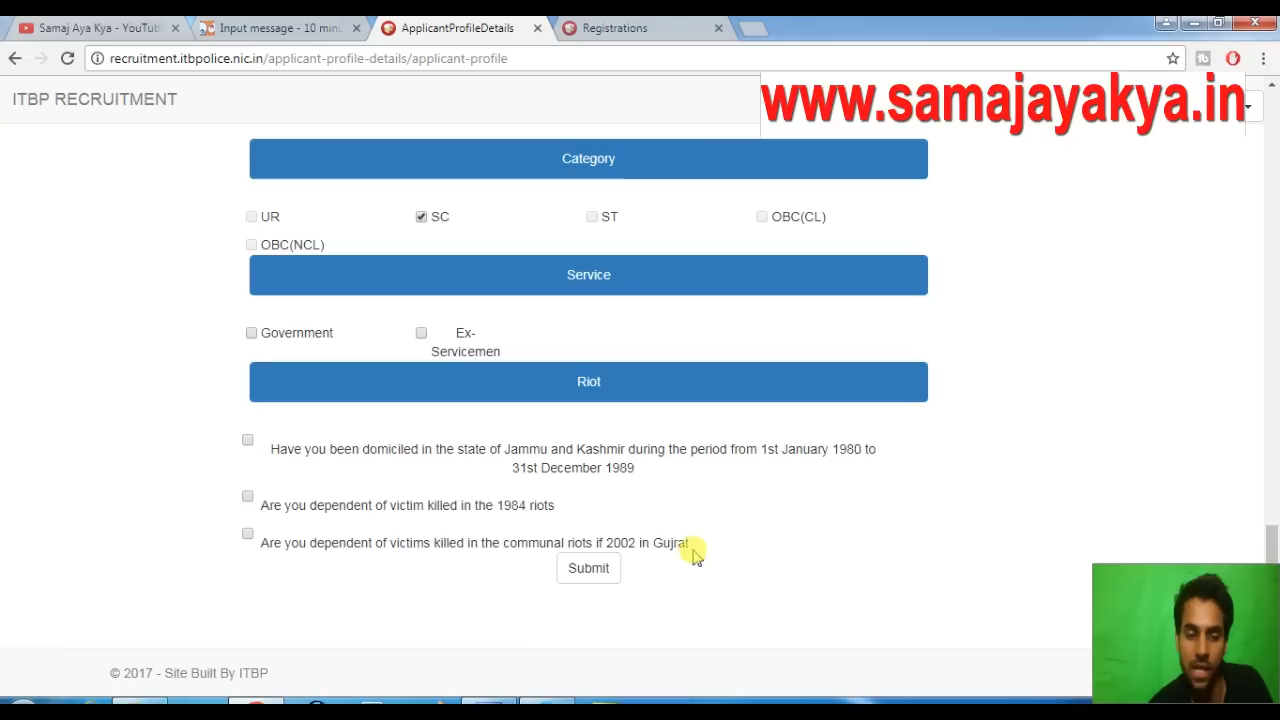 Samaj Aya Kya - YouTub
Input message - 10 minu
ApplicantProfileDetails
Registrations
recruitment.itbpolice.nic.in/applicant-profile-details/applicant-profile
ITBP RECRUITMENT
www.samajayakya.in
Category
UR SC ST OBC(CL)
OBC(NCL)
Service
Government Ex-
Servicemen
Riot
Have you been domiciled in the state of Jammu and Kashmir during the period from 1st January 1980 to
31st December 1989
Are you dependent of victim killed in the 1984 riots
Are you dependent of victims killed in the communal riots if 2002 in Gujrat
Submit
© 2017 - Site Built By ITBP